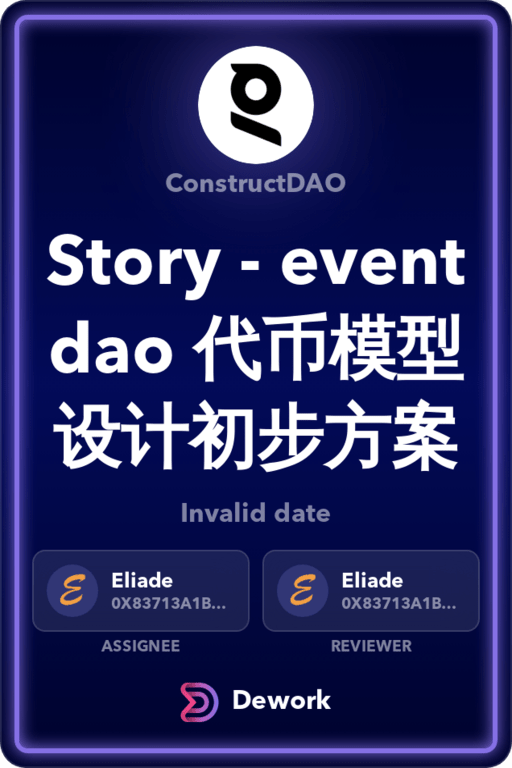 ConstructDAO
Story - event
dao 代币模型
设计初步方案
Invalid date
Eliade
0X83713A1B...
ASSIGNEE
Eliade
0X83713A1B...
REVIEWER
Dework